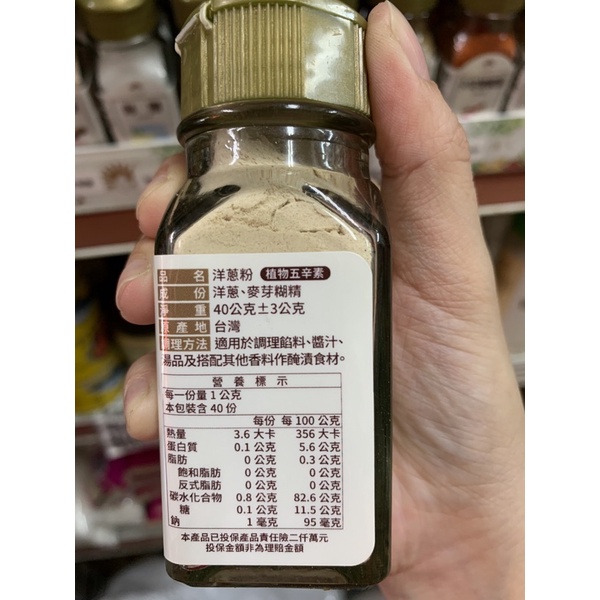 品名 洋蔥粉 植物五辛素
成份 洋蔥、麥芽糊精
淨重 40公克±3公克
原產地 台灣
調理方法 適用於調理餡料、醬汁、
湯品及搭配其他香料作醃漬食材。
營養標示
每一份量 1 公克
本包裝含 40 份
每份 每 100 公克
熱量 3.6 大卡 356 大卡
蛋白質 0.1 公克 5.6 公克
脂肪 0 公克 0.3 公克
飽和脂肪 0 公克 0 公克
反式脂肪 0 公克 0 公克
碳水化合物 0.8 公克 82.6 公克
糖 0.1 公克 11.5 公克
鈉 1 毫克 95 毫克
本產品已投保產品責任險二仟萬元
投保金額非為理賠金額